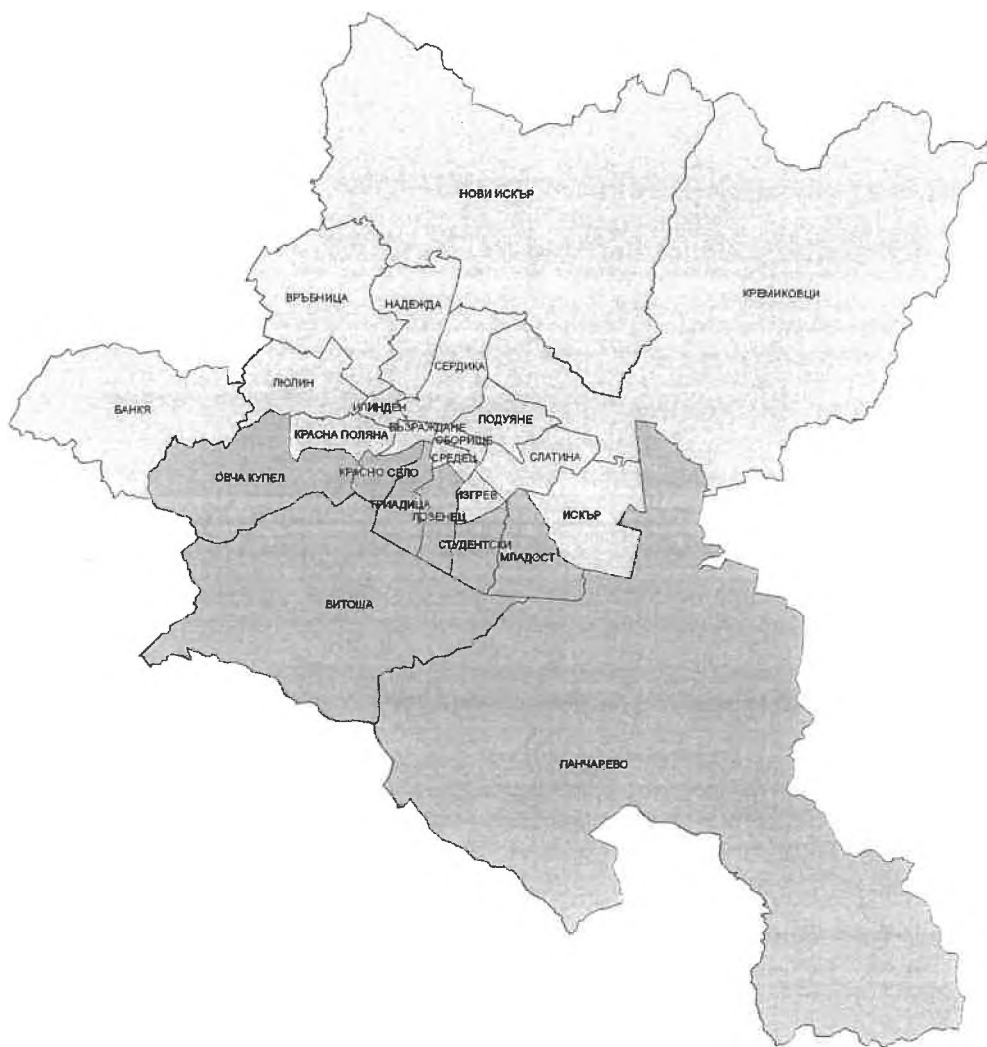 НОВИ ИСКЪР
КРЕМИКОВЦИ
ВРЪБНИЦА
НАДЕЖДА
СЕРДИКА
ЛЮЛИН
БАНКЯ
ИЛИНДЕН
ПОДУЯНЕ
ВЪЗРАЖДАНЕ
КРАСНА ПОЛЯНА
ОБОРИЩЕ
СРЕДЕЦ
СЛАТИНА
ОВЧА КУПЕЛ
КРАСНО СЕЛО
ИЗГРЕВ
ТРИАДИЦА
ЛОЗЕНЕЦ
ИСКЪР
СТУДЕНТСКИ
МЛАДОСТ
ВИТОША
ПАНЧАРЕВО